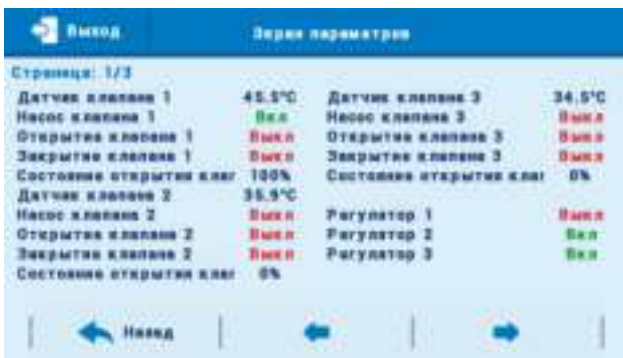 Выход
Экран параметров
Страница: 1/3
Датчик клапана 1 45.5°C
Насос клапана 1 Вкл
Открытие клапана 1 Выкл
Закрытие клапана 1 Выкл
Состояние открытия клап 100%
Датчик клапана 2 35.9°C
Насос клапана 2 Выкл
Открытие клапана 2 Выкл
Закрытие клапана 2 Выкл
Состояние открытия клап 0%
Датчик клапана 3 34.5°C
Насос клапана 3 Выкл
Открытие клапана 3 Выкл
Закрытие клапана 3 Выкл
Состояние открытия клап 0%
Регулятор 1 Выкл
Регулятор 2 Вкл
Регулятор 3 Вкл
Назад